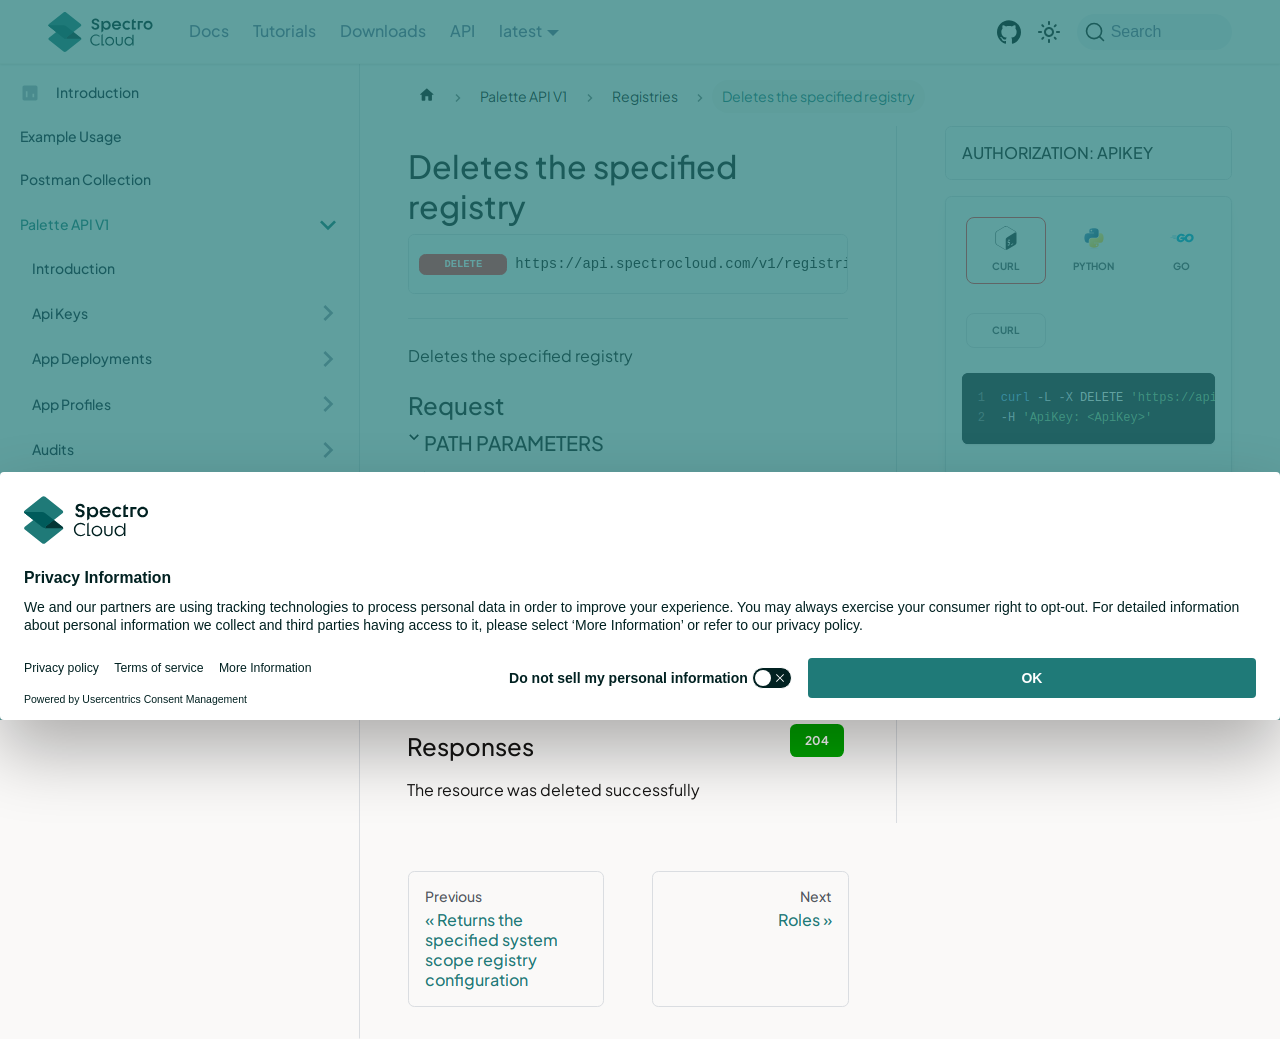 Spectro
Cloud
Docs
Tutorials
Downloads
API
latest
Search
Introduction
Example Usage
Postman Collection
Palette API V1
Introduction
Api Keys
App Deployments
App Profiles
Audits
Palette API V1
Registries
Deletes the specified registry
Deletes the specified
registry
DELETE https://api.spectrocloud.com/v1/registri
Deletes the specified registry
Request
PATH PARAMETERS
AUTHORIZATION: APIKEY
CURL
PYTHON
GO
CURL
1 curl -L -X DELETE 'https://api
2 -H 'ApiKey: <ApiKey>'
Spectro
Cloud
Privacy Information
We and our partners are using tracking technologies to process personal data in order to improve your experience. You may always exercise your consumer right to opt-out. For detailed information
about personal information we collect and third parties having access to it, please select ‘More Information’ or refer to our privacy policy.
Privacy policy
Terms of service
More Information
Powered by Usercentrics Consent Management
Do not sell my personal information
OK
Responses
204
The resource was deleted successfully
Previous
« Returns the
specified system
scope registry
configuration
Next
Roles »